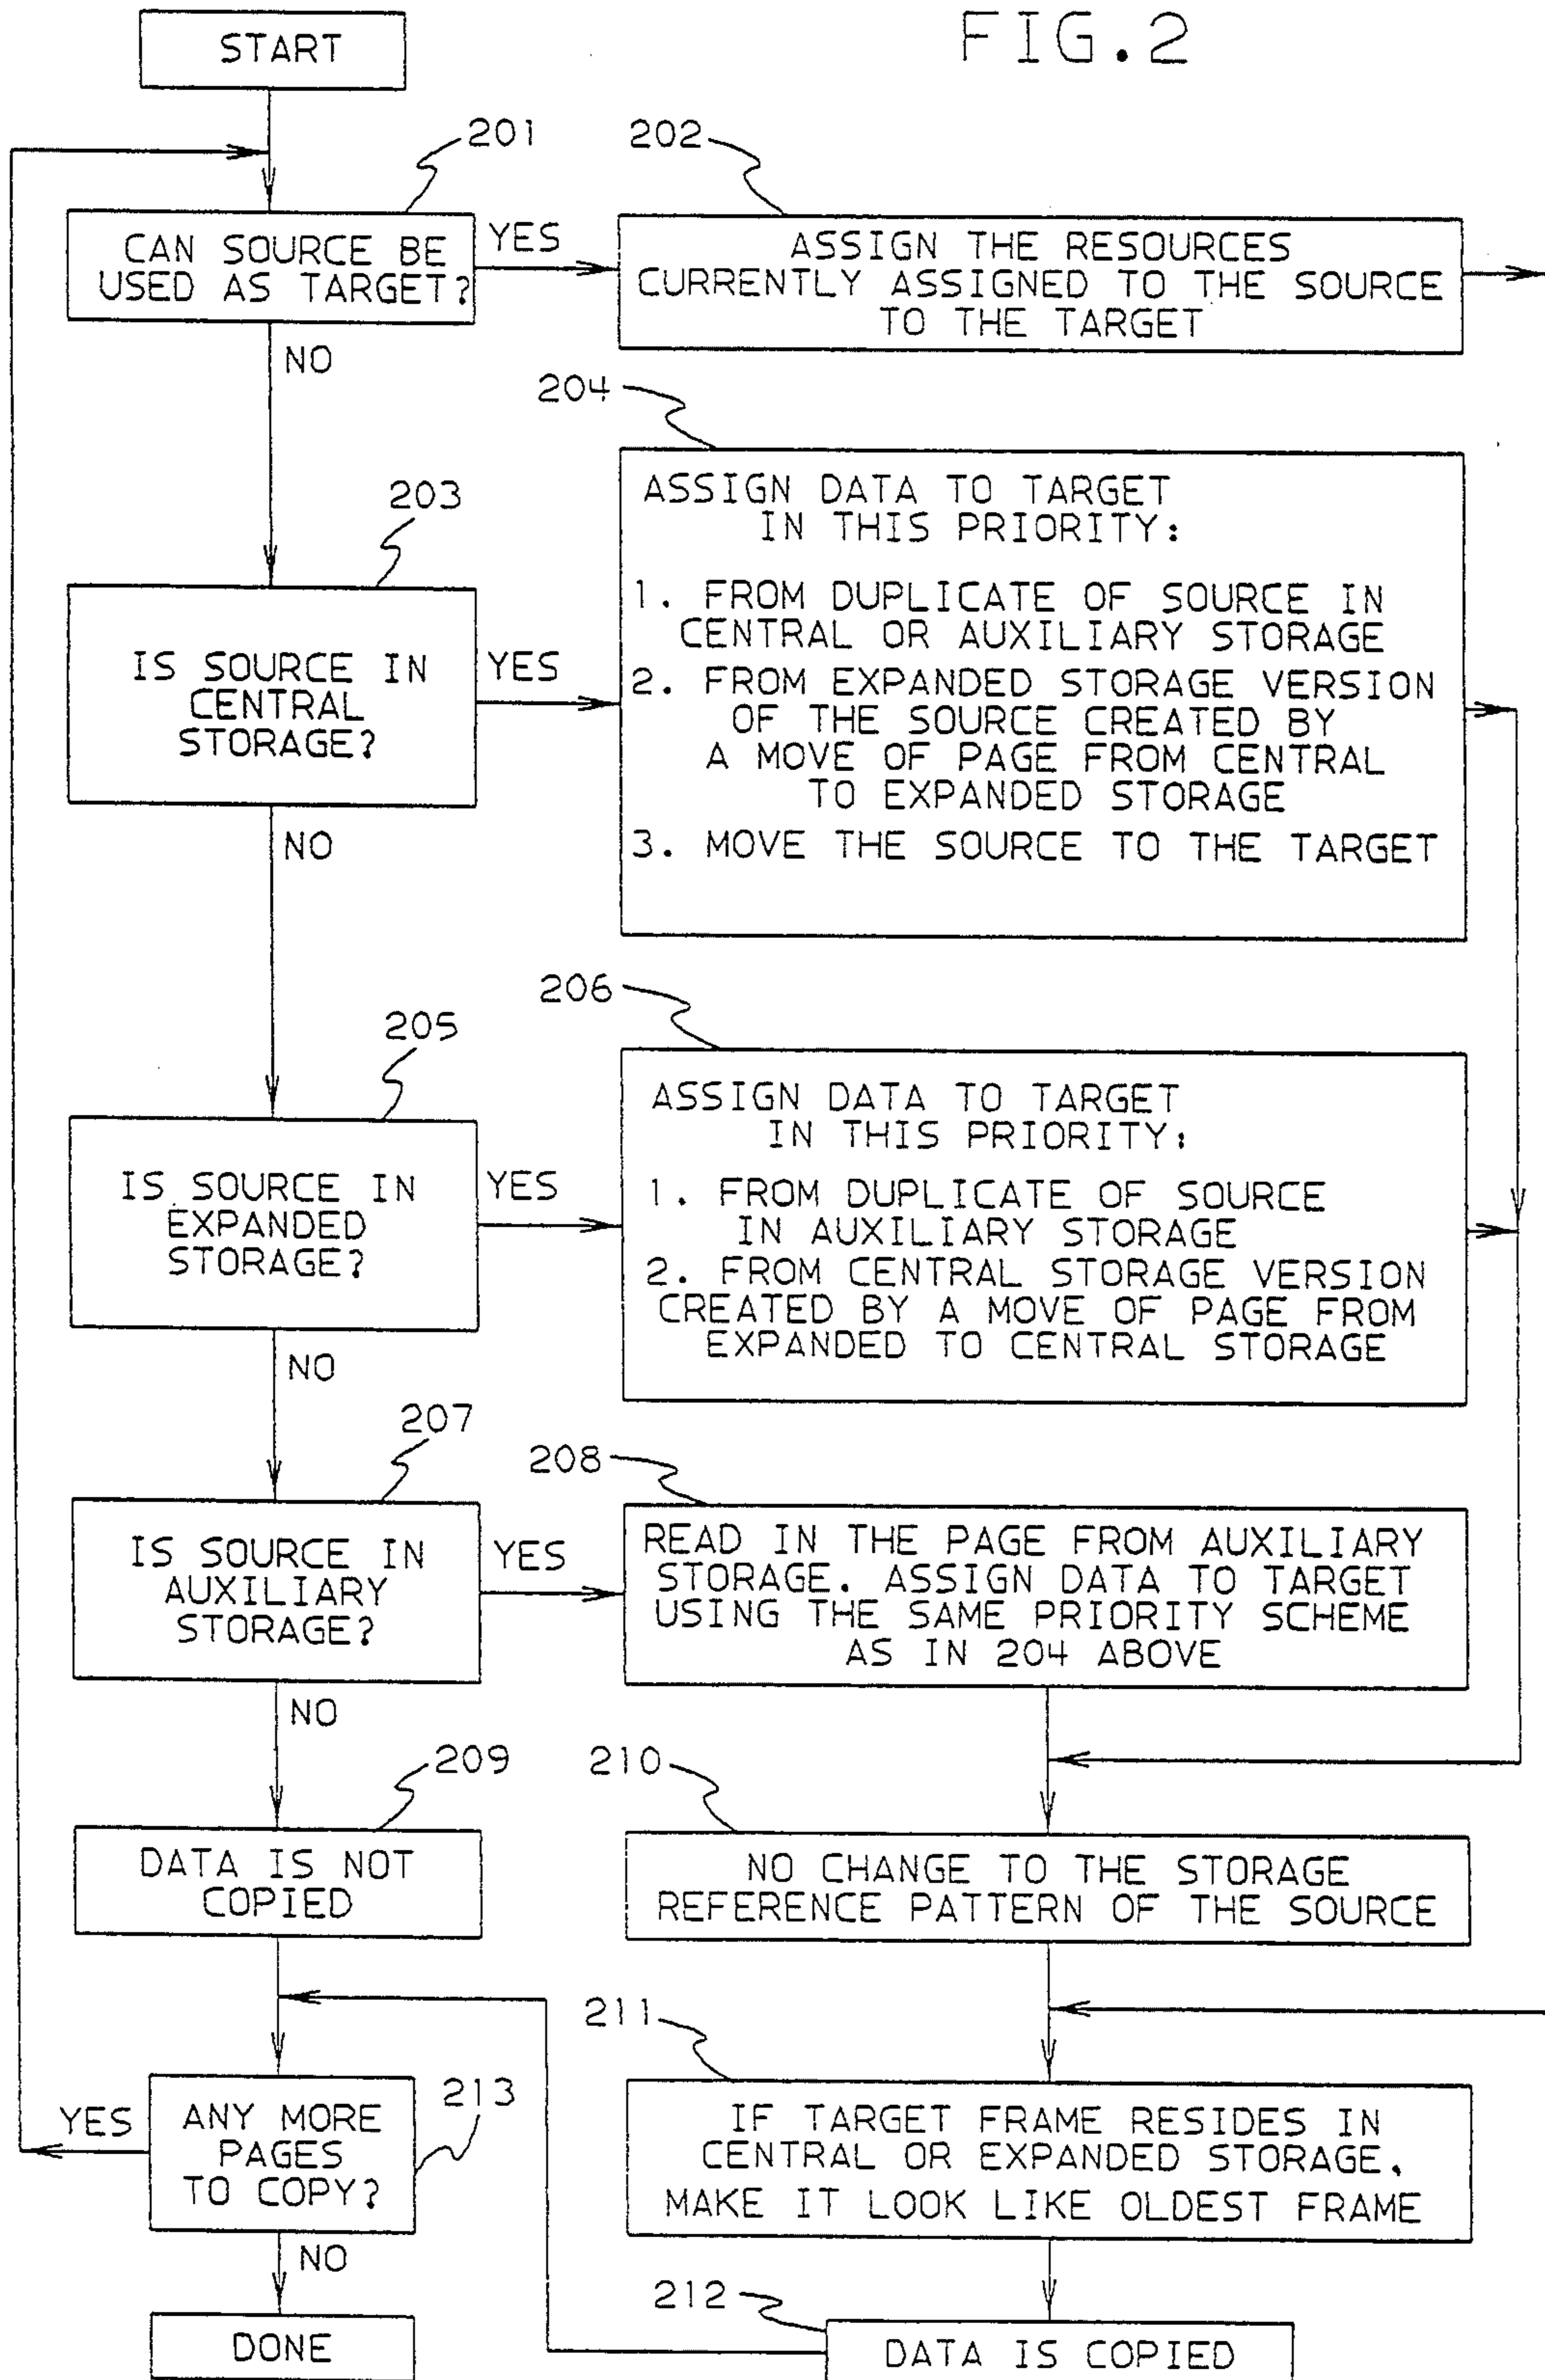 FIG.2
START
201
202
CAN SOURCE BE
USED AS TARGET?
YES
ASSIGN THE RESOURCES
CURRENTLY ASSIGNED TO THE SOURCE
TO THE TARGET
NO
204
203
ASSIGN DATA TO TARGET
IN THIS PRIORITY:
1. FROM DUPLICATE OF SOURCE IN
CENTRAL OR AUXILIARY STORAGE
2. FROM EXPANDED STORAGE VERSION
OF THE SOURCE CREATED BY
A MOVE OF PAGE FROM CENTRAL
TO EXPANDED STORAGE
3. MOVE THE SOURCE TO THE TARGET
IS SOURCE IN
CENTRAL
STORAGE?
YES
NO
206
205
ASSIGN DATA TO TARGET
IN THIS PRIORITY:
1. FROM DUPLICATE OF SOURCE
IN AUXILIARY STORAGE
2. FROM CENTRAL STORAGE VERSION
CREATED BY A MOVE OF PAGE FROM
EXPANDED TO CENTRAL STORAGE
IS SOURCE IN
EXPANDED
STORAGE?
YES
NO
207
208
IS SOURCE IN
AUXILIARY
STORAGE?
YES
READ IN THE PAGE FROM AUXILIARY
STORAGE. ASSIGN DATA TO TARGET
USING THE SAME PRIORITY SCHEME
AS IN 204 ABOVE
NO
209
210
DATA IS NOT
COPIED
NO CHANGE TO THE STORAGE
REFERENCE PATTERN OF THE SOURCE
211
213
YES
ANY MORE
PAGES
TO COPY?
IF TARGET FRAME RESIDES IN
CENTRAL OR EXPANDED STORAGE,
MAKE IT LOOK LIKE OLDEST FRAME
NO
212
DONE
DATA IS COPIED